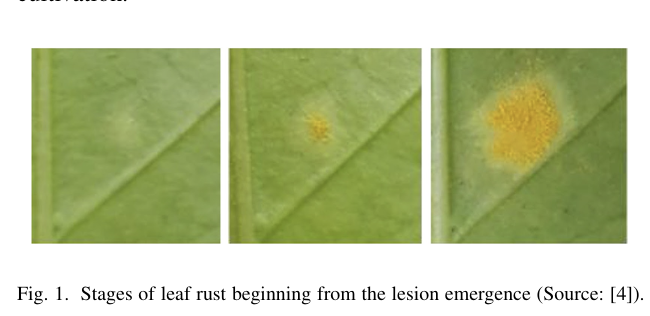 Fig. 1. Stages of leaf rust beginning from the lesion emergence (Source: [4]).